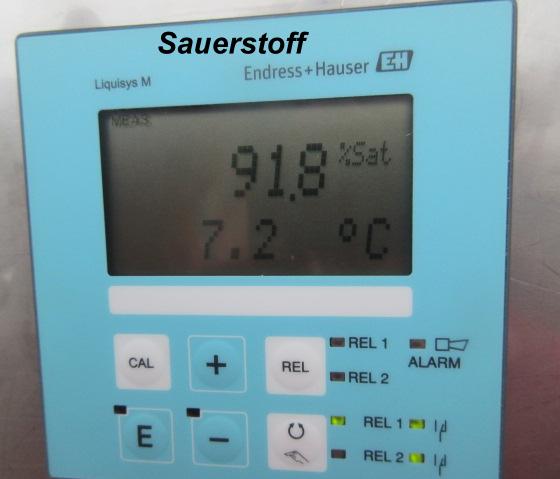 Sauerstoff
Liquisys M
Endress+Hauser EH
MEAS
91.8 %Sat
7.2 °C
CAL + REL
REL 1
ALARM
REL 2
E −
REL 1
REL 2